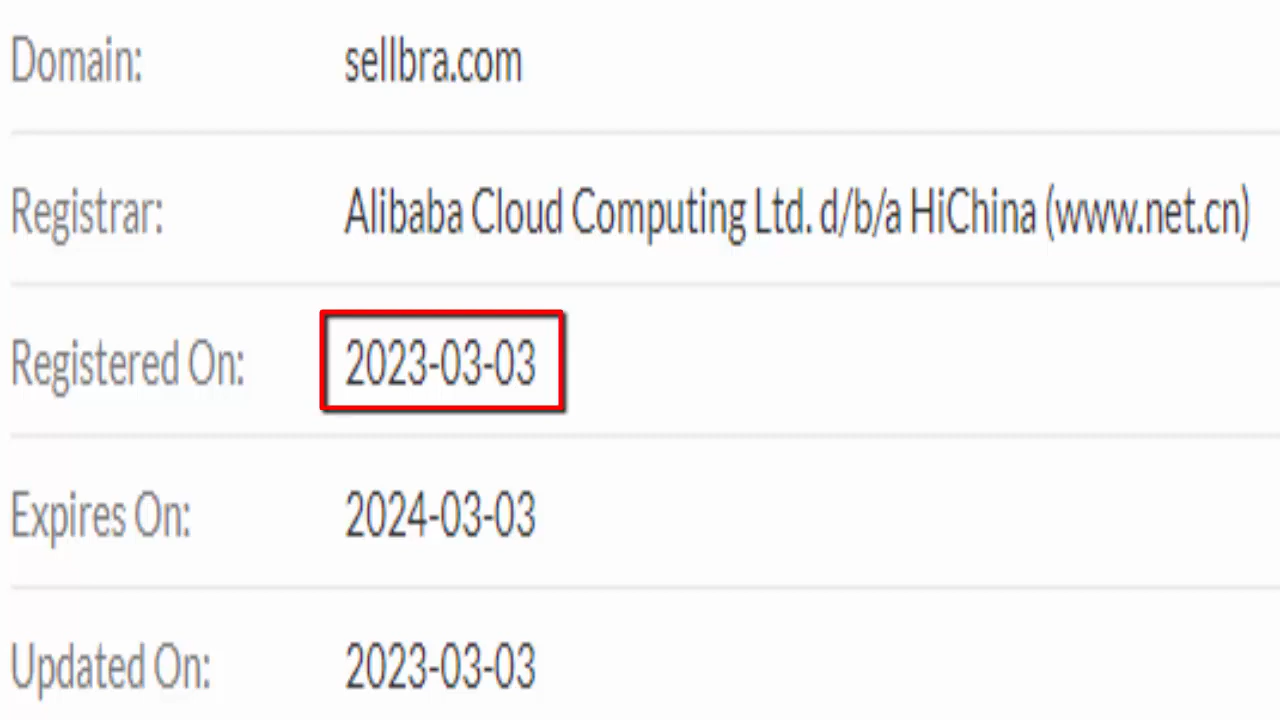 Domain: sellbra.com
Registrar: Alibaba Cloud Computing Ltd. d/b/a HiChina (www.net.cn)
Registered On: 2023-03-03
Expires On: 2024-03-03
Updated On: 2023-03-03